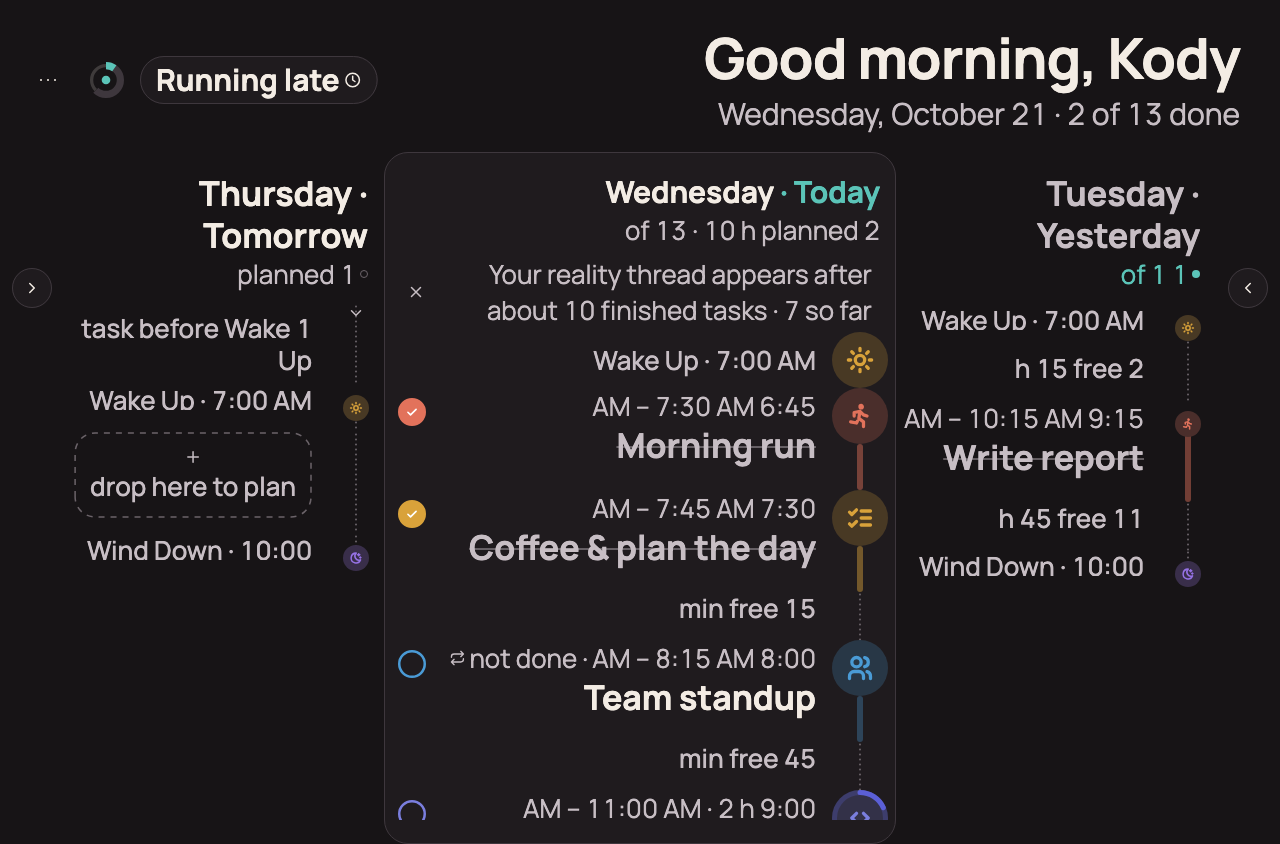 Good morning, Kody
Wednesday, October 21 · 2 of 13 done
Running late
...
Tuesday ·
Yesterday
of 1 1
Wake Up · 7:00 AM
h 15 free 2
AM – 10:15 AM 9:15
Write report
h 45 free 11
Wind Down · 10:00
Wednesday · Today
of 13 · 10 h planned 2
Your reality thread appears after
about 10 finished tasks · 7 so far
Wake Up · 7:00 AM
AM – 7:30 AM 6:45
Morning run
AM – 7:45 AM 7:30
Coffee & plan the day
min free 15
not done · AM – 8:15 AM 8:00
Team standup
min free 45
AM – 11:00 AM · 2 h 9:00
Thursday ·
Tomorrow
planned 1
task before Wake 1
Up
Wake Up · 7:00 AM
+
drop here to plan
Wind Down · 10:00